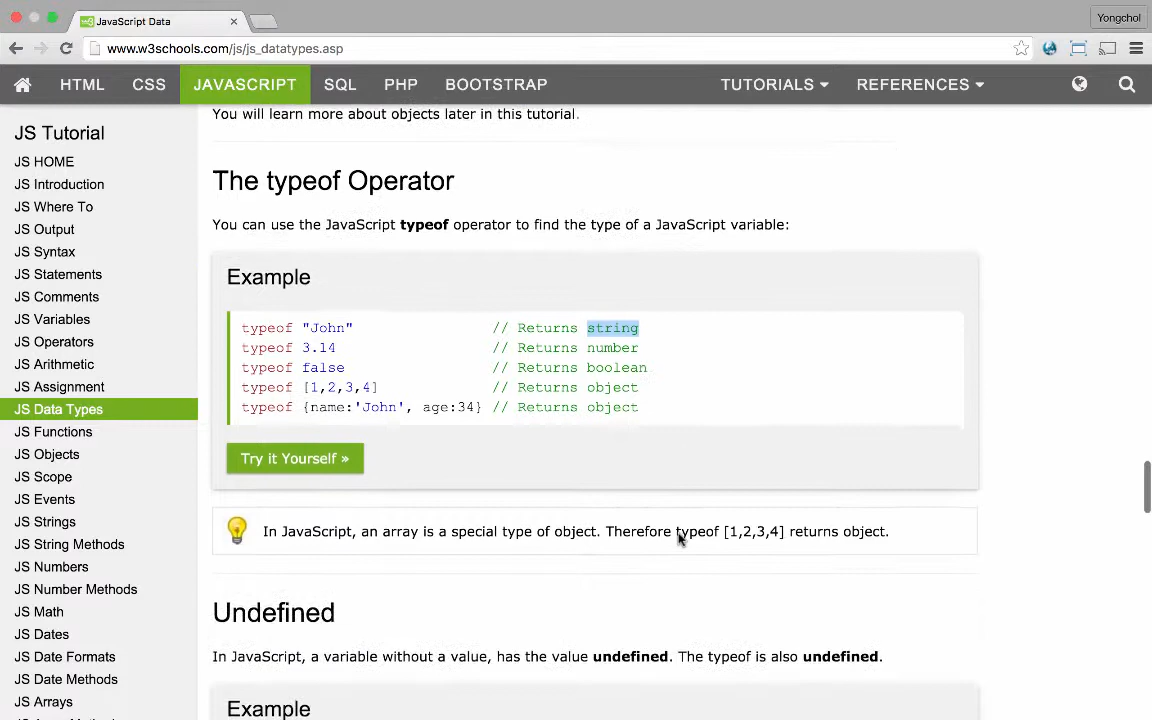 JavaScript Data
Yongchol
www.w3schools.com/js/js_datatypes.asp
HTML CSS JAVASCRIPT SQL PHP BOOTSTRAP TUTORIALS REFERENCES
JS Tutorial
JS HOME
JS Introduction
JS Where To
JS Output
JS Syntax
JS Statements
JS Comments
JS Variables
JS Operators
JS Arithmetic
JS Assignment
JS Data Types
JS Functions
JS Objects
JS Scope
JS Events
JS Strings
JS String Methods
JS Numbers
JS Number Methods
JS Math
JS Dates
JS Date Formats
JS Date Methods
JS Arrays
You will learn more about objects later in this tutorial.
The typeof Operator
You can use the JavaScript typeof operator to find the type of a JavaScript variable:
Example
typeof "John" // Returns string
typeof 3.14 // Returns number
typeof false // Returns boolean
typeof [1,2,3,4] // Returns object
typeof {name:'John', age:34} // Returns object
Try it Yourself »
In JavaScript, an array is a special type of object. Therefore typeof [1,2,3,4] returns object.
Undefined
In JavaScript, a variable without a value, has the value undefined. The typeof is also undefined.
Example